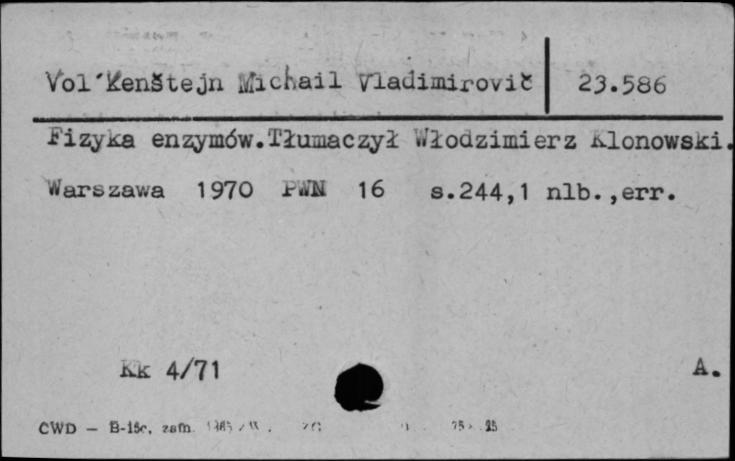 Vol'kenštejn Michail Vladimirovič 23.586
Fizyka enzymów.Tłumaczył Włodzimierz Klonowski.
Warszawa 1970 PWN 16 s.244,1 nlb.,err.
Kk 4/71 A.
CWD — B-15c, zam.